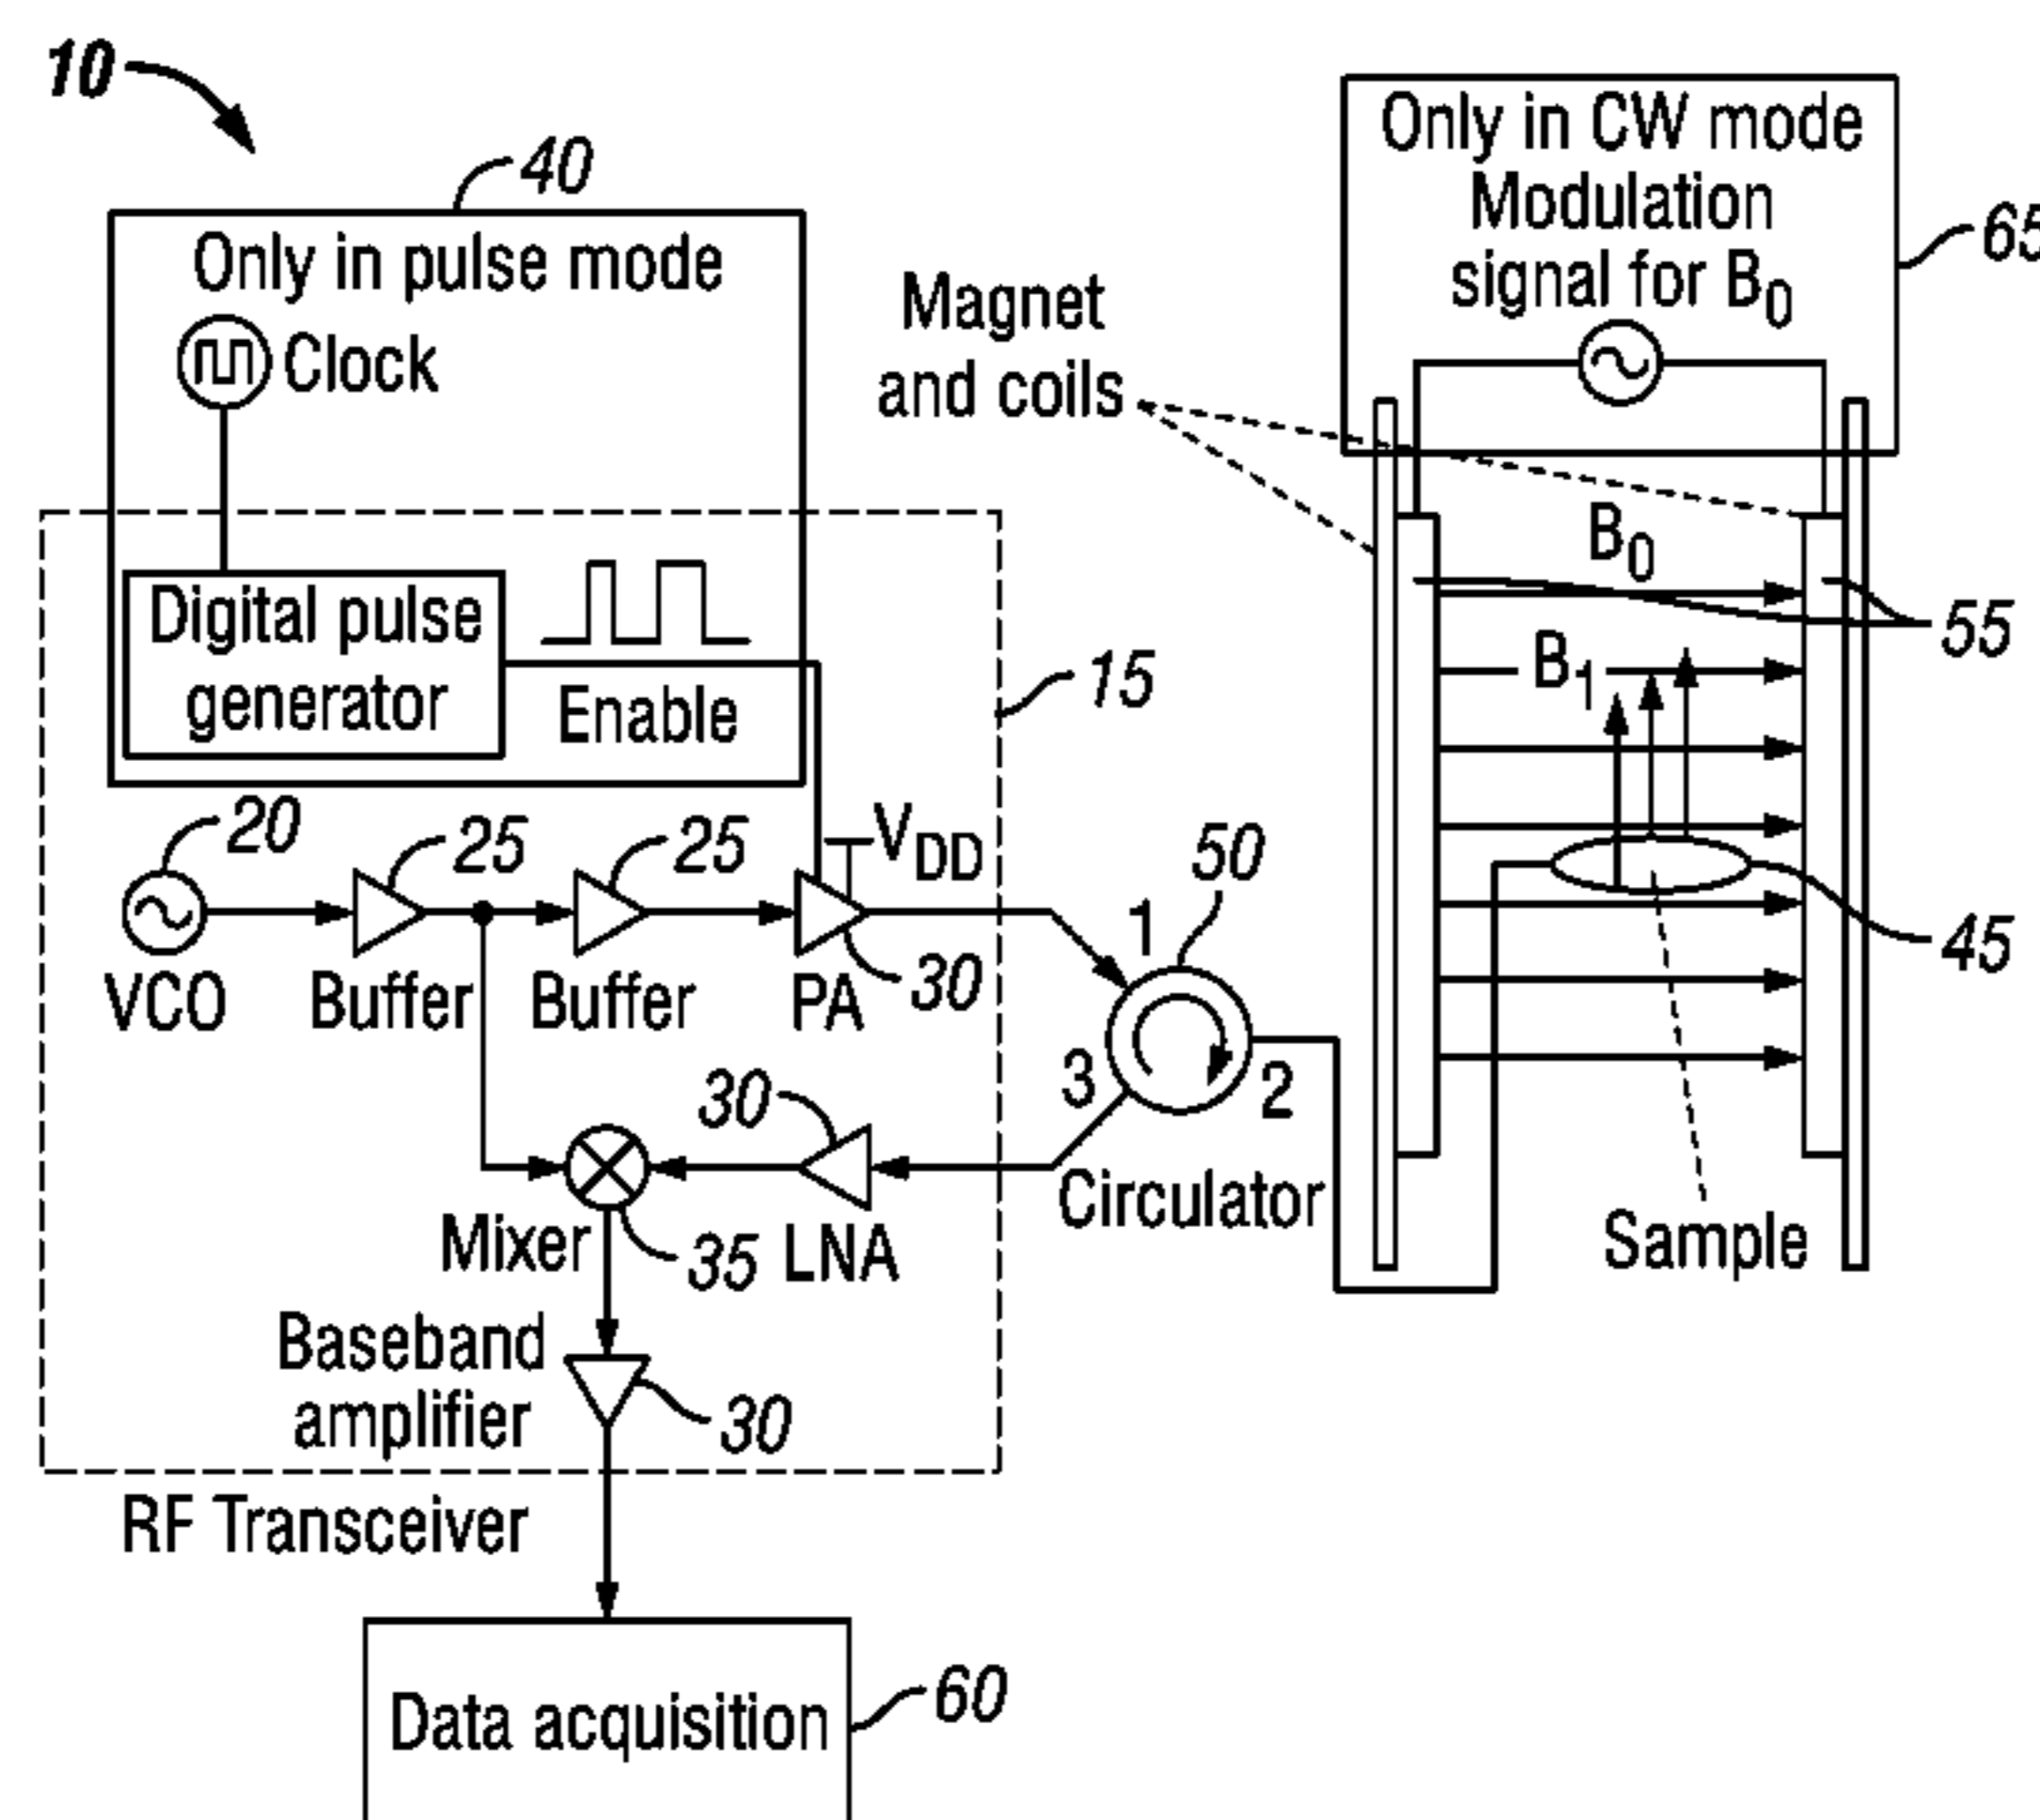 10
40
Only in pulse mode
Clock
Only in CW mode
Modulation
signal for B0
65
Magnet
and coils
Digital pulse
generator
Enable
15
B0
B1
55
20
25
25
VDD
50
45
VCO
Buffer
Buffer
PA
30
1
2
3
Circulator
30
Mixer
35
LNA
Sample
Baseband
amplifier
30
RF Transceiver
Data acquisition
60